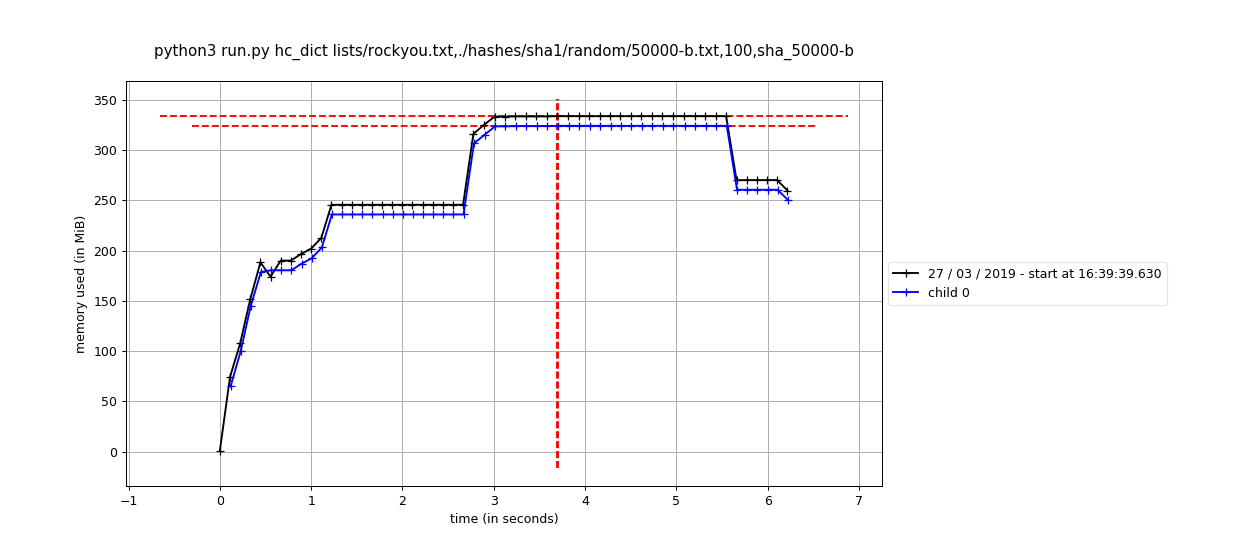 python3 run.py hc_dict lists/rockyou.txt,./hashes/sha1/random/50000-b.txt,100,sha_50000-b
350
300
250
200
150
100
50
0
memory used (in MiB)
−1 0 1 2 3 4 5 6 7
time (in seconds)
27 / 03 / 2019 - start at 16:39:39.630
child 0